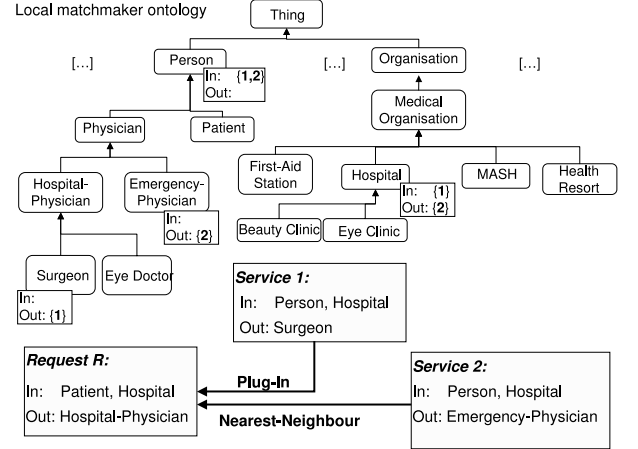 Local matchmaker ontology
Thing
[...]
Person
[...]
Organisation
[...]
In: {1,2}
Out:
Medical
Organisation
Physician
Patient
First-Aid
Station
Hospital
MASH
Health
Resort
Hospital-
Physician
Emergency-
Physician
In: {1}
Out: {2}
In:
Out: {2}
Beauty Clinic
Eye Clinic
Surgeon
Eye Doctor
In:
Out: {1}
Service 1:
In: Person, Hospital
Out: Surgeon
Request R:
In: Patient, Hospital
Out: Hospital-Physician
Plug-In
Nearest-Neighbour
Service 2:
In: Person, Hospital
Out: Emergency-Physician